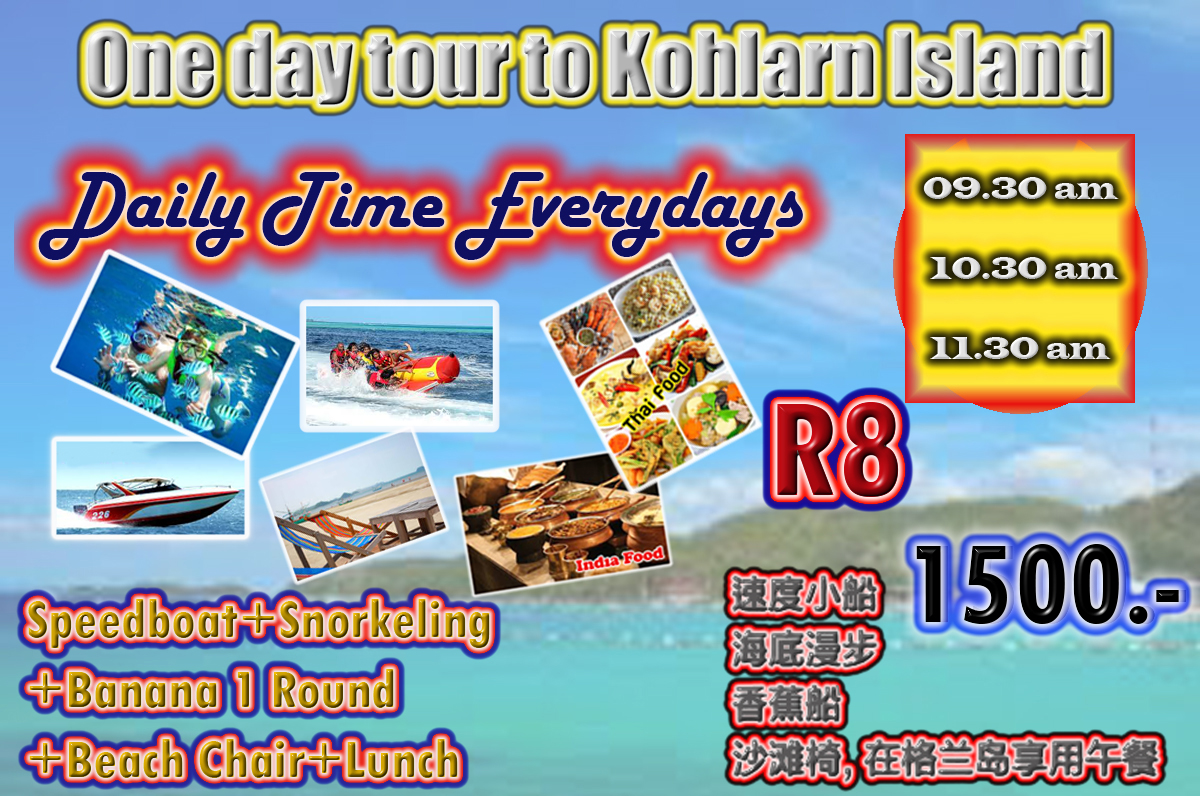 One day tour to Kohlarn Island
Daily Time Everydays
09.30 am
10.30 am
11.30 am
Thai Food
226
India Food
R8
1500.-
Speedboat+Snorkeling
+Banana 1 Round
+Beach Chair+Lunch
速度小船
海底漫步
香蕉船
沙滩椅, 在格兰岛享用午餐